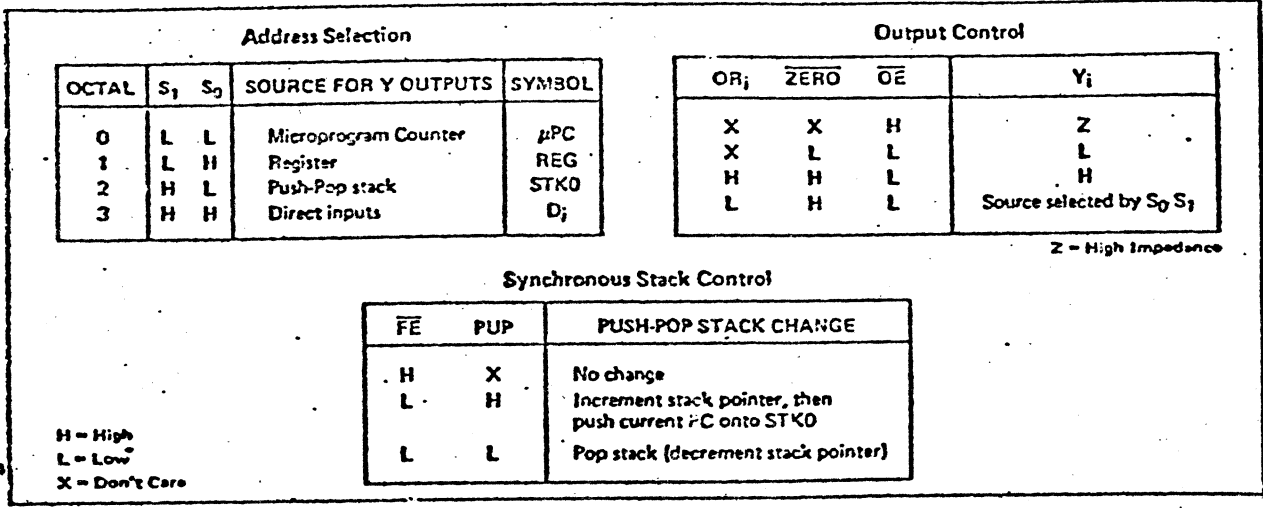 Address Selection
OCTAL S₁ S₀ SOURCE FOR Y OUTPUTS SYMBOL
0 L L Microprogram Counter μPC
1 L H Register REG
2 H L Push-Pop stack STK0
3 H H Direct inputs Dᵢ
Output Control
ORᵢ Z̅E̅R̅O̅ O̅E̅ Yᵢ
X X H Z
X L L L
H H L H
L H L Source selected by S₀ S₁
Z = High Impedance
Synchronous Stack Control
F̅E̅ PUP PUSH-POP STACK CHANGE
H X No change
L H Increment stack pointer, then
push current PC onto STK0
L L Pop stack (decrement stack pointer)
H = High
L = Low
X = Don't Care